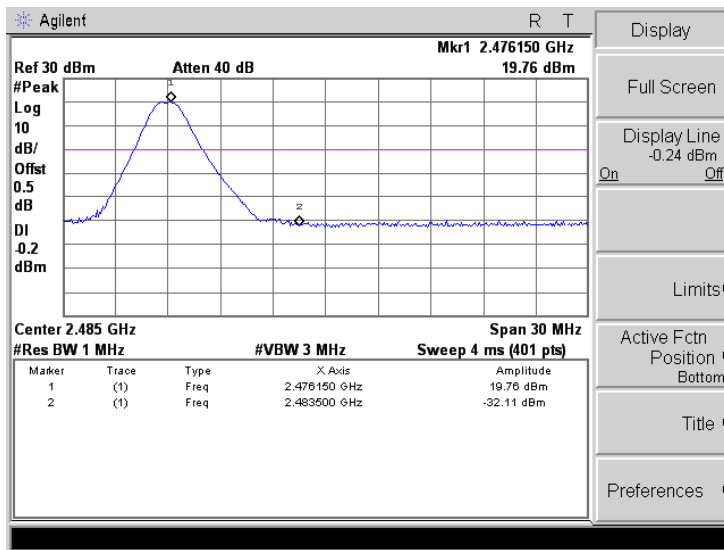 Agilent R T
Mkr1 2.476150 GHz
Ref 30 dBm Atten 40 dB 19.76 dBm
#Peak
Log
10
dB/
Offst
0.5
dB
DI
-0.2
dBm
1
2
Center 2.485 GHz Span 30 MHz
#Res BW 1 MHz #VBW 3 MHz Sweep 4 ms (401 pts)
Marker Trace Type X Axis Amplitude
1 (1) Freq 2.476150 GHz 19.76 dBm
2 (1) Freq 2.483500 GHz -32.11 dBm
Display
Full Screen
Display Line
-0.24 dBm
On Off
Limits
Active Fctn
Position
Bottom
Title
Preferences